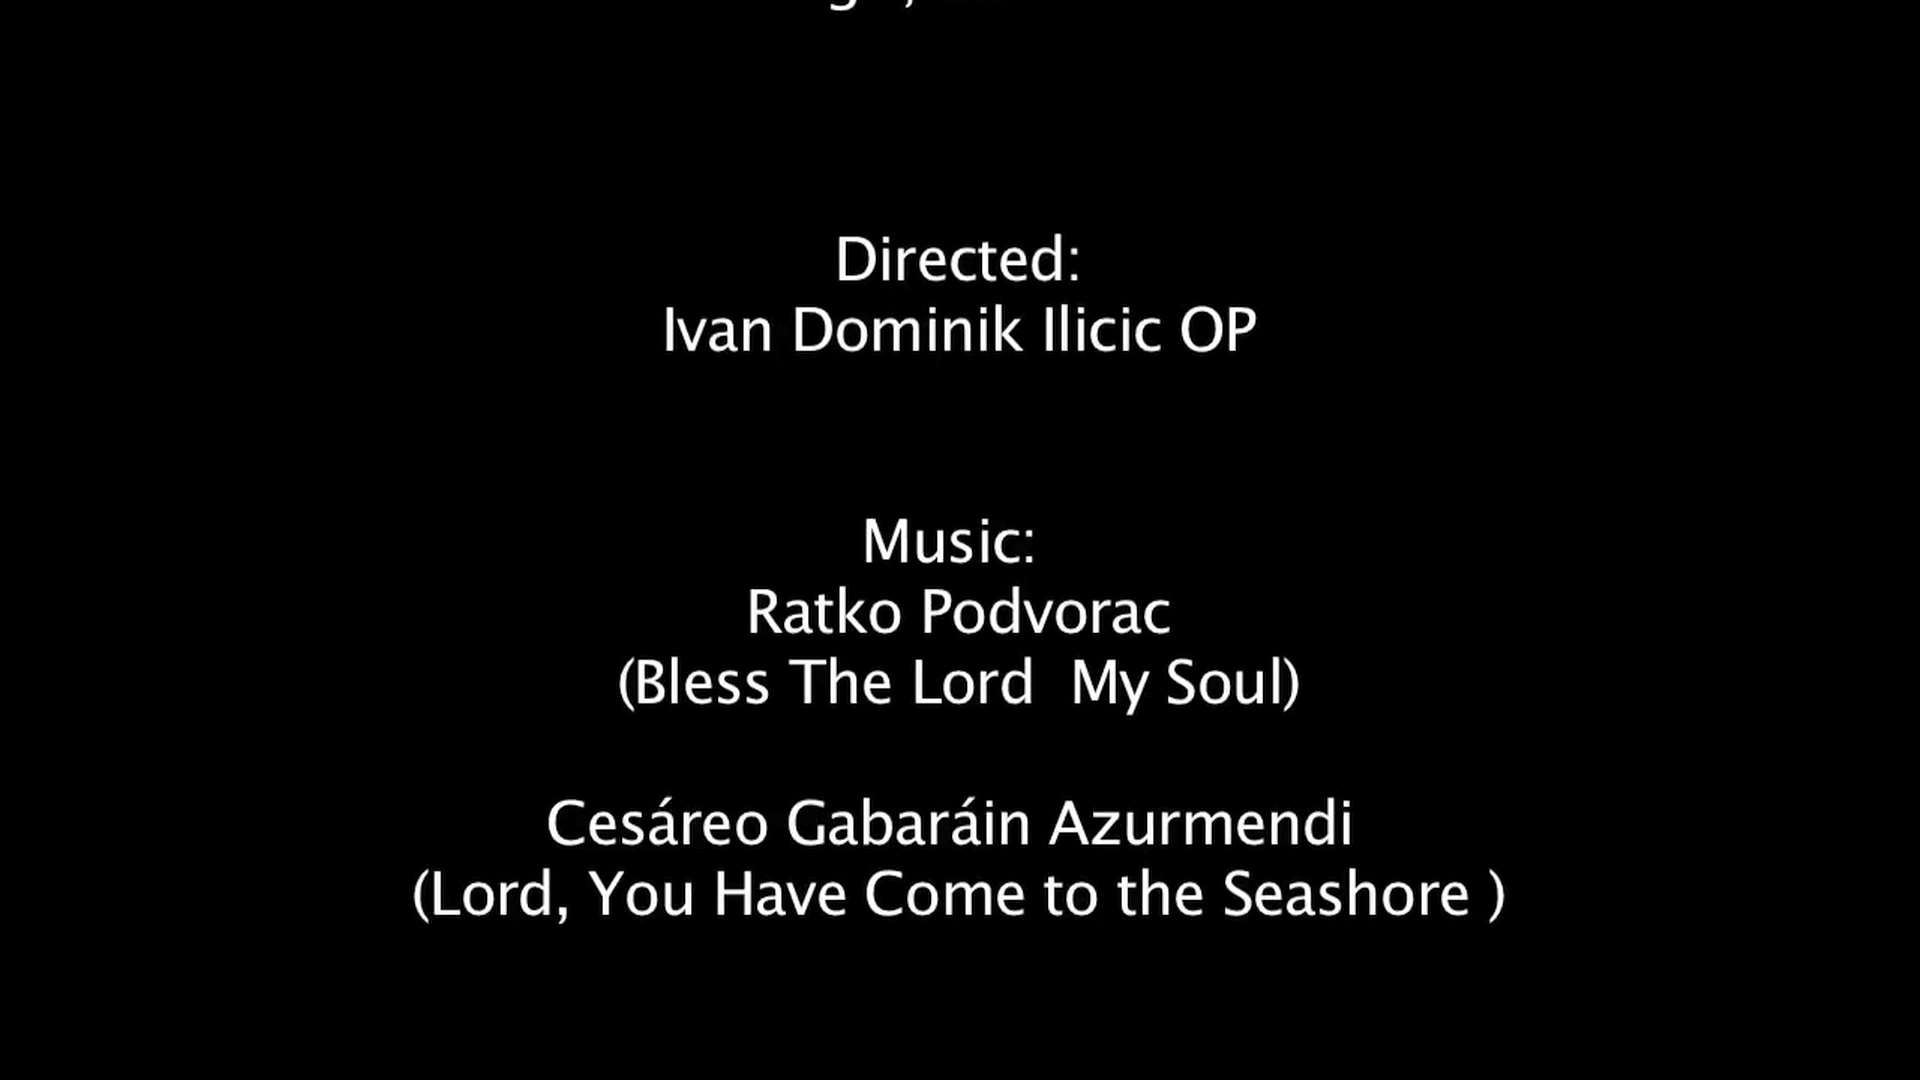 Directed:
Ivan Dominik Ilicic OP
Music:
Ratko Podvorac
(Bless The Lord  My Soul)
Cesáreo Gabaráin Azurmendi
(Lord, You Have Come to the Seashore )